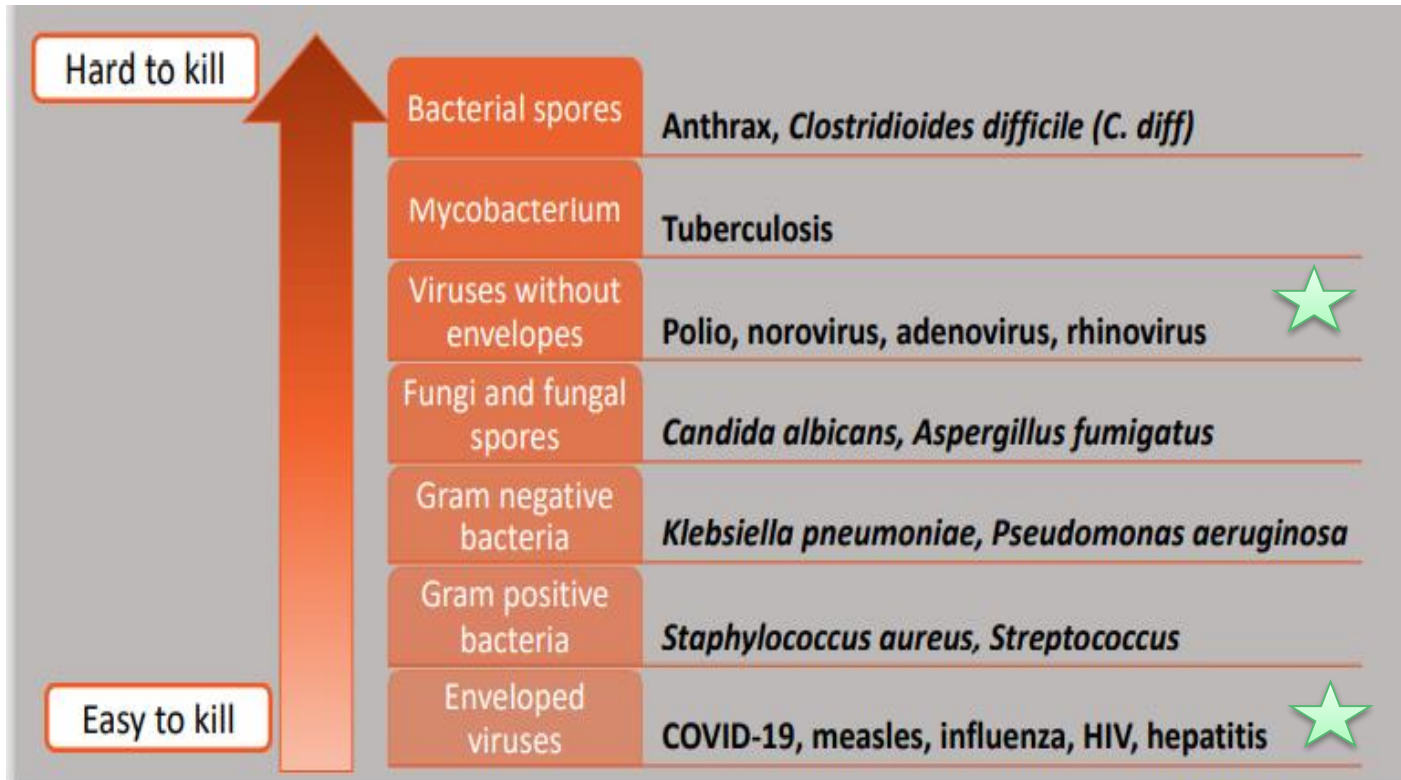 Hard to kill
Bacterial spores
Anthrax, Clostridioides difficile (C. diff)
Mycobacterium
Tuberculosis
Viruses without
envelopes
Polio, norovirus, adenovirus, rhinovirus
Fungi and fungal
spores
Candida albicans, Aspergillus fumigatus
Gram negative
bacteria
Klebsiella pneumoniae, Pseudomonas aeruginosa
Gram positive
bacteria
Staphylococcus aureus, Streptococcus
Easy to kill
Enveloped
viruses
COVID-19, measles, influenza, HIV, hepatitis